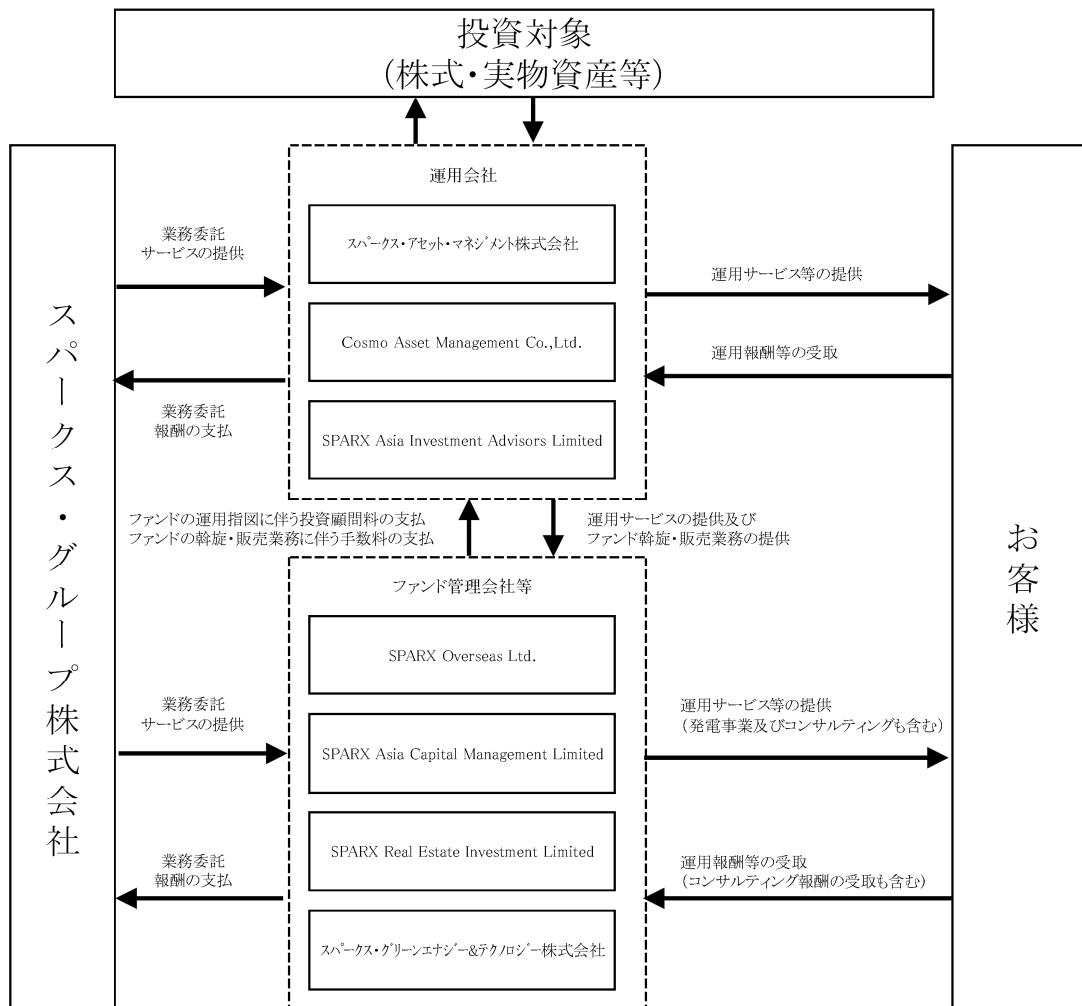 投資対象
(株式・実物資産等)
運用会社
スパークス・アセット・マネジメント株式会社
Cosmo Asset Management Co.,Ltd.
SPARX Asia Investment Advisors Limited
業務委託
サービスの提供
業務委託
報酬の支払
運用サービス等の提供
運用報酬等の受取
スパークス・グループ株式会社
お客様
ファンドの運用指図に伴う投資顧問料の支払
ファンドの斡旋・販売業務に伴う手数料の支払
運用サービスの提供及び
ファンド斡旋・販売業務の提供
ファンド管理会社等
SPARX Overseas Ltd.
SPARX Asia Capital Management Limited
SPARX Real Estate Investment Limited
スパークス・グリーンエナジー&テクノロジー株式会社
業務委託
サービスの提供
業務委託
報酬の支払
運用サービス等の提供
(発電事業及びコンサルティングも含む)
運用報酬等の受取
(コンサルティング報酬の受取も含む)